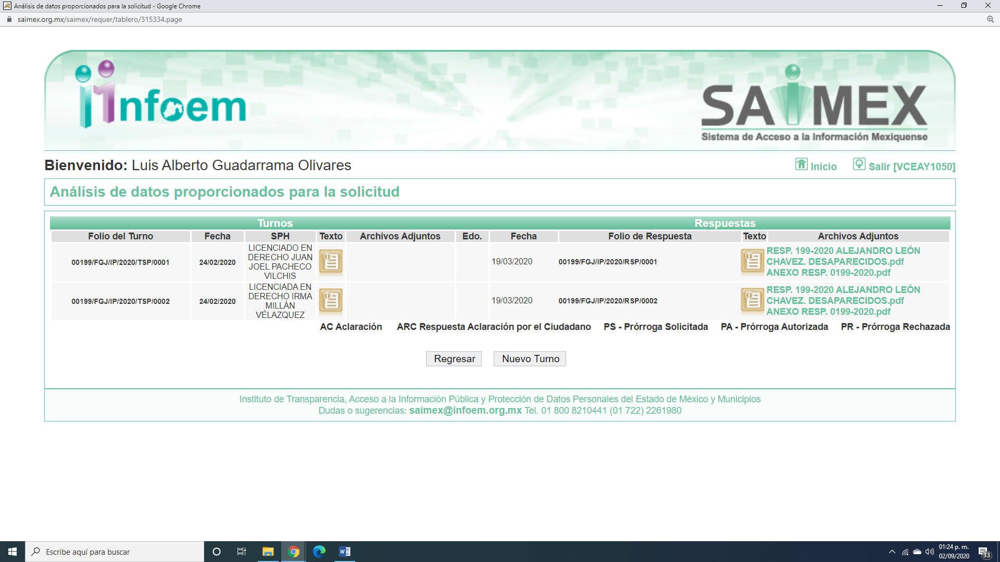 Análisis de datos proporcionados para la solicitud - Google Chrome
saimex.org.mx/saimex/requer/tablero/315334.page
infoem
SAIMEX
Sistema de Acceso a la Información Mexiquense
Bienvenido: Luis Alberto Guadarrama Olivares
Inicio
Salir [VCEAY1050]
Análisis de datos proporcionados para la solicitud
Turnos
Respuestas
Folio del Turno
Fecha
SPH
Texto
Archivos Adjuntos
Edo.
Fecha
Folio de Respuesta
Texto
Archivos Adjuntos
00199/FGJ/IP/2020/TSP/0001
24/02/2020
LICENCIADO EN
DERECHO JUAN
JOEL PACHECO
VILCHIS
19/03/2020
00199/FGJ/IP/2020/RSP/0001
RESP. 199-2020 ALEJANDRO LEÓN
CHAVEZ. DESAPARECIDOS.pdf
ANEXO RESP. 0199-2020.pdf
00199/FGJ/IP/2020/TSP/0002
24/02/2020
LICENCIADA EN
DERECHO IRMA
MILLÁN
VÉLAZQUEZ
19/03/2020
00199/FGJ/IP/2020/RSP/0002
RESP. 199-2020 ALEJANDRO LEÓN
CHAVEZ. DESAPARECIDOS.pdf
ANEXO RESP. 0199-2020.pdf
AC Aclaración
ARC Respuesta Aclaración por el Ciudadano
PS - Prórroga Solicitada
PA - Prórroga Autorizada
PR - Prórroga Rechazada
Regresar
Nuevo Turno
Instituto de Transparencia, Acceso a la Información Pública y Protección de Datos Personales del Estado de México y Municipios
Dudas o sugerencias: saimex@infoem.org.mx Tel. 01 800 8210441 (01 722) 2261980
Escribe aquí para buscar
01:24 p. m.
02/09/2020
33